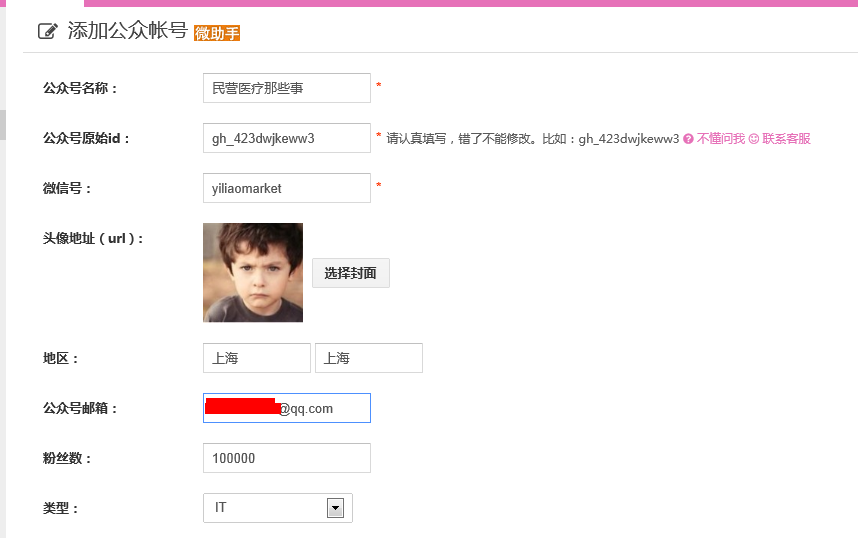 添加公众帐号 微助手
公众号名称： 民营医疗那些事 *
公众号原始id： gh_423dwjkeww3 * 请认真填写，错了不能修改。比如：gh_423dwjkeww3 不懂问我 联系客服
微信号： yiliaomarket *
头像地址（url）： 选择封面
地区： 上海 上海
公众号邮箱： @qq.com
粉丝数： 100000
类型： IT